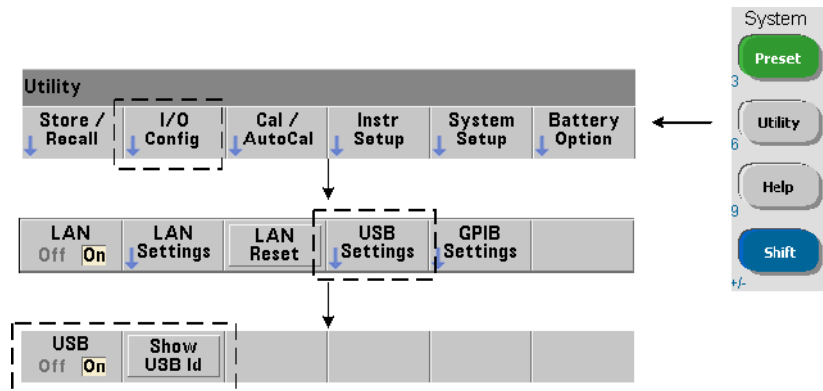 System
Preset
3
Utility
6
Help
9
Shift
+/-
Utility
Store / Recall
I/O Config
Cal / AutoCal
Instr Setup
System Setup
Battery Option
LAN Off On
LAN Settings
LAN Reset
USB Settings
GPIB Settings
USB Off On
Show USB Id